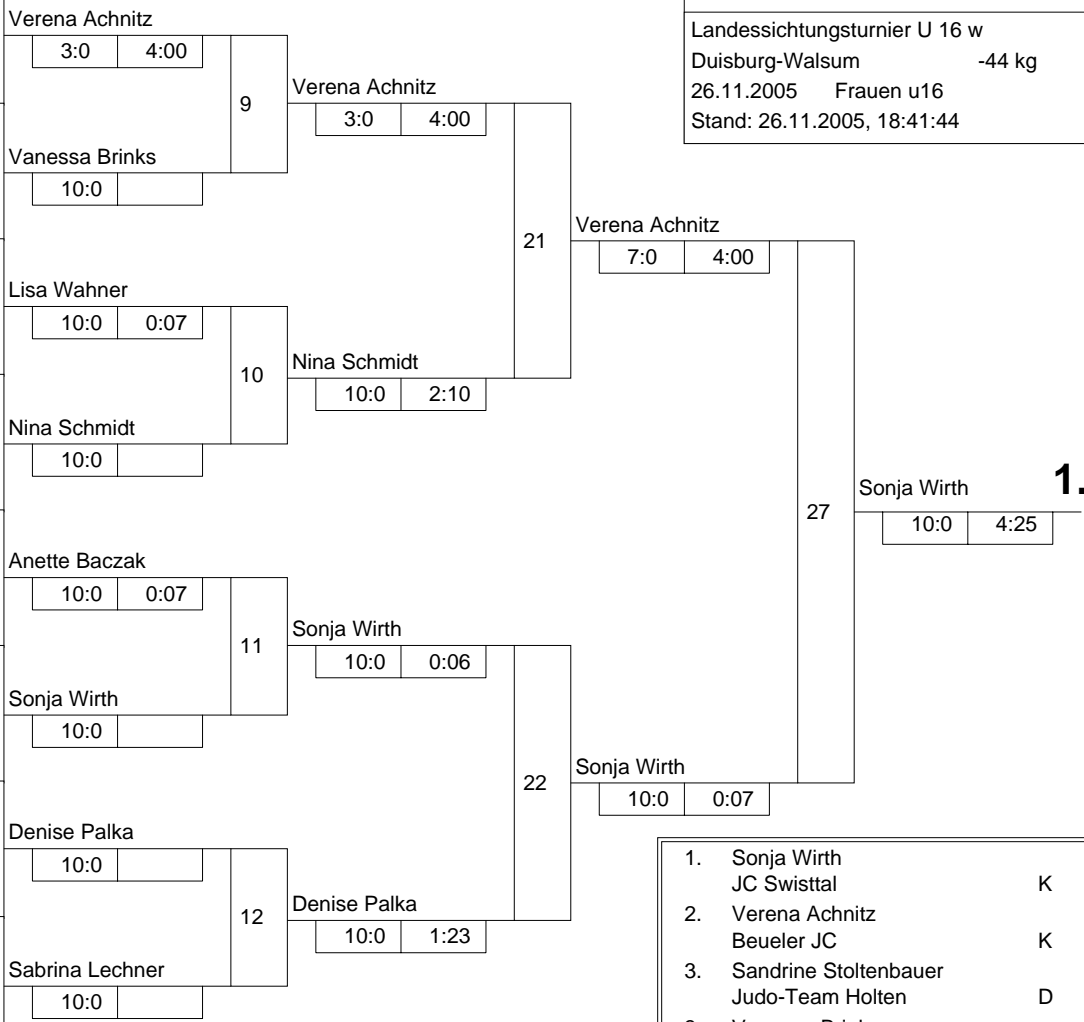 Verena Achnitz
3:0 4:00
9
Vanessa Brinks
10:0
Lisa Wahner
10:0 0:07
10
Nina Schmidt
10:0
Anette Baczak
10:0 0:07
11
Sonja Wirth
10:0
Denise Palka
10:0
12
Sabrina Lechner
10:0
Verena Achnitz
3:0 4:00
21
Nina Schmidt
10:0 2:10
Sonja Wirth
10:0 0:06
22
Denise Palka
10:0 1:23
Verena Achnitz
7:0 4:00
27
Sonja Wirth
10:0 0:07
Sonja Wirth 1.
10:0 4:25
Landessichtungsturnier U 16 w
Duisburg-Walsum -44 kg
26.11.2005 Frauen u16
Stand: 26.11.2005, 18:41:44
1. Sonja Wirth
JC Swisttal K
2. Verena Achnitz
Beueler JC K
3. Sandrine Stoltenbauer
Judo-Team Holten D